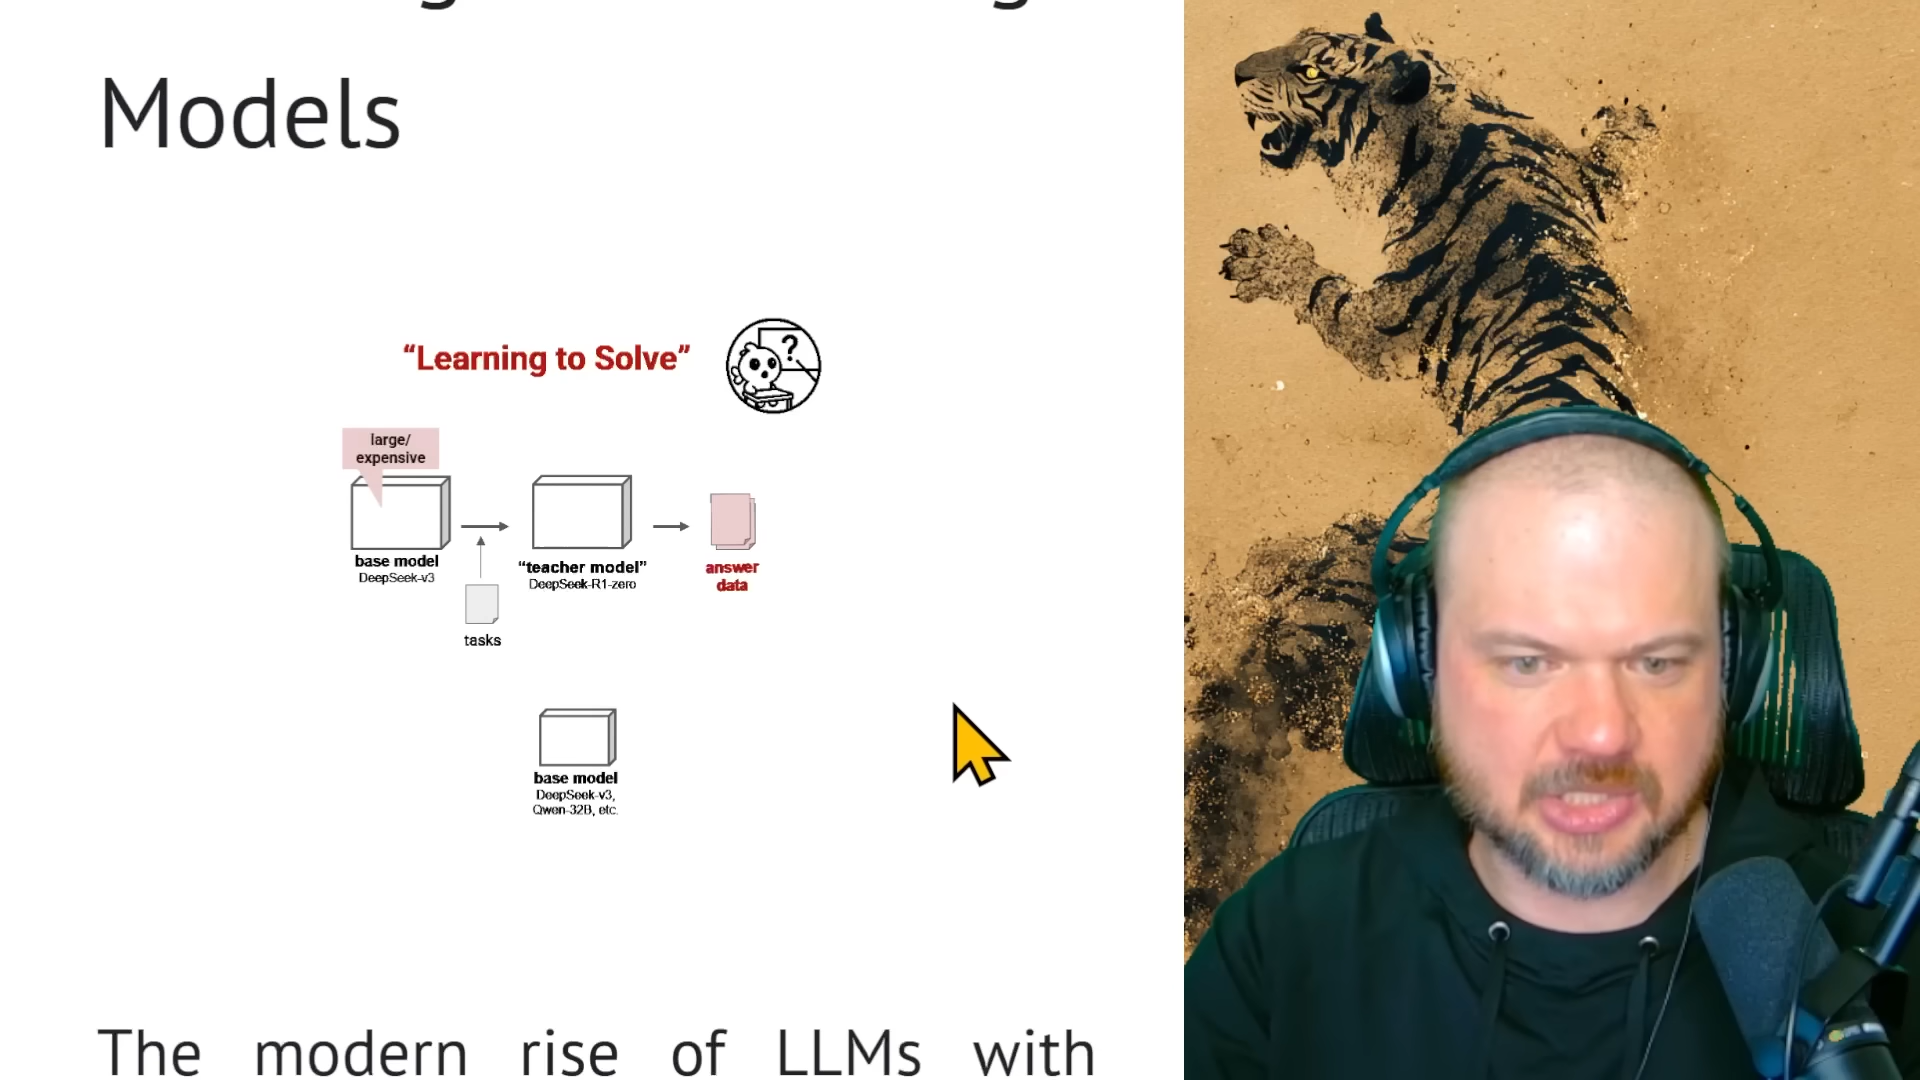 Models
“Learning to Solve”
?
large/
expensive
base model
DeepSeek-v3
“teacher model”
DeepSeek-R1-zero
answer
data
tasks
base model
DeepSeek-v3,
Qwen-32B, etc.
The modern rise of LLMs with